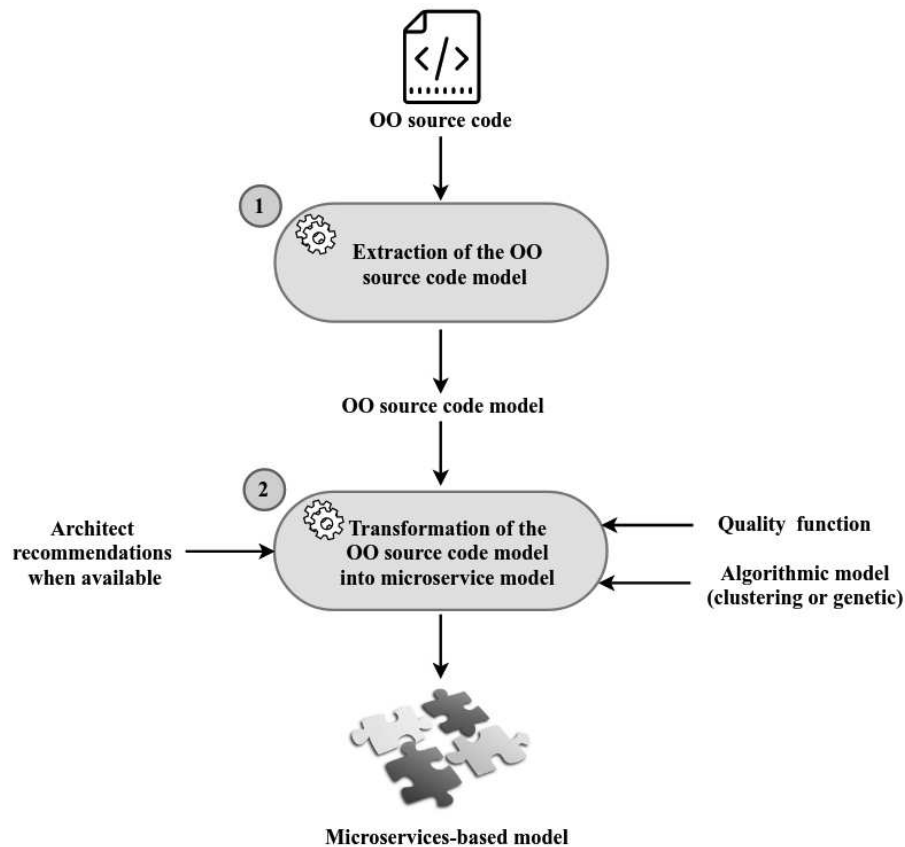 </>
OO source code
1
Extraction of the OO
source code model
OO source code model
2
Transformation of the
OO source code model
into microservice model
Architect
recommendations
when available
Quality function
Algorithmic model
(clustering or genetic)
Microservices-based model